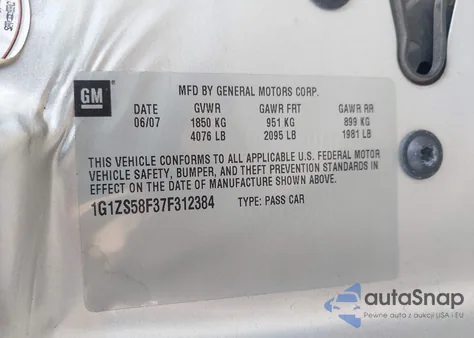 GM
MFD BY GENERAL MOTORS CORP.
DATE GVWR GAWR FRT GAWR RR
06/07 1850 KG 951 KG 899 KG
4076 LB 2095 LB 1981 LB
THIS VEHICLE CONFORMS TO ALL APPLICABLE U.S. FEDERAL MOTOR
VEHICLE SAFETY, BUMPER, AND THEFT PREVENTION STANDARDS IN
EFFECT ON THE DATE OF MANUFACTURE SHOWN ABOVE.
1G1ZS58F37F312384 TYPE: PASS CAR
autoSnap
Pewne auta z aukcji USA i EU